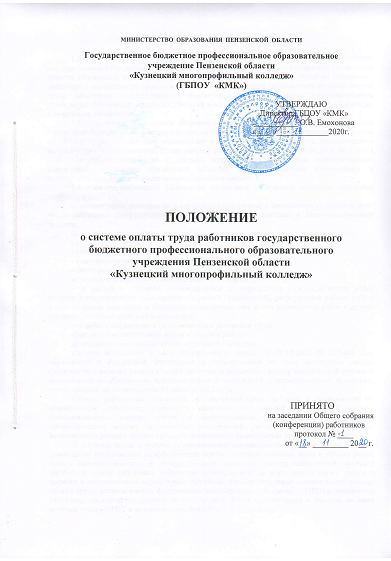 МИНИСТЕРСТВО ОБРАЗОВАНИЯ ПЕНЗЕНСКОЙ ОБЛАСТИ
Государственное бюджетное профессиональное образовательное
учреждение Пензенской области
«Кузнецкий многопрофильный колледж»
(ГБПОУ «КМК»)
УТВЕРЖДАЮ
Директор ГБПОУ «КМК»
О.В. Емохонова
2020г.
ПОЛОЖЕНИЕ
о системе оплаты труда работников государственного
бюджетного профессионального образовательного
учреждения Пензенской области
«Кузнецкий многопрофильный колледж»
ПРИНЯТО
на заседании Общего собрания
(конференции) работников
протокол № 1
от «18» 11 2020г.